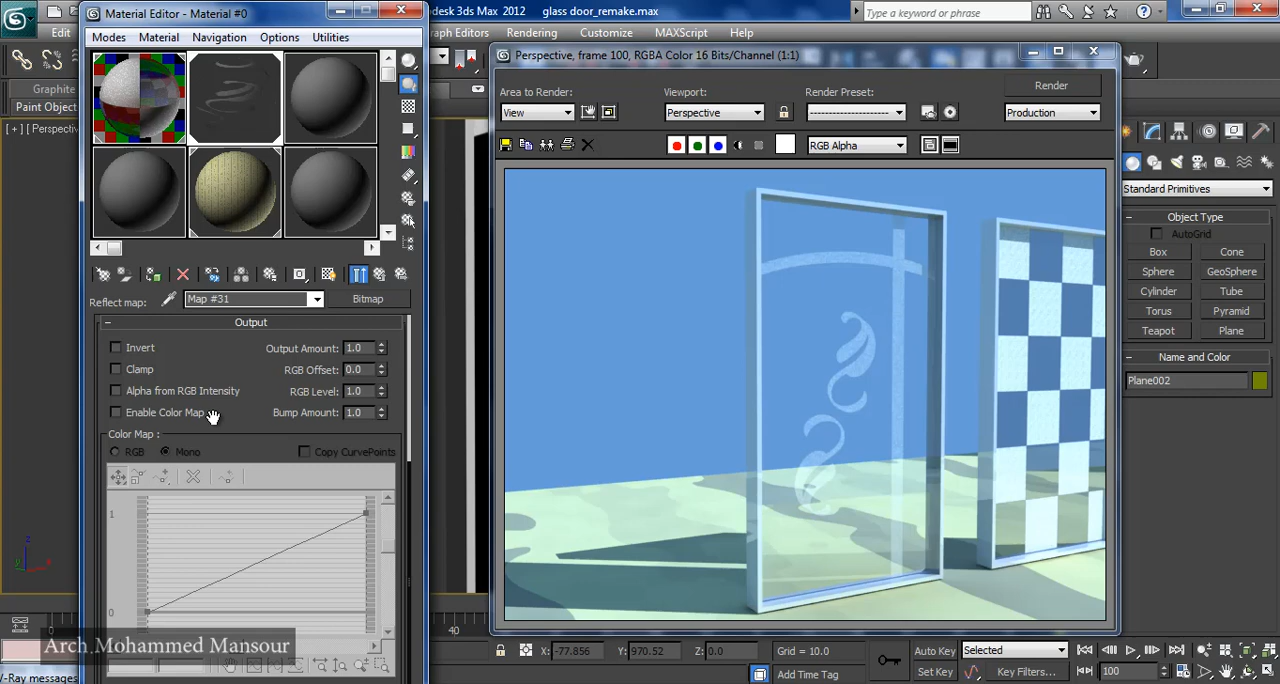 Material Editor - Material #0
desk 3ds Max 2012
glass door_remake.max
Type a keyword or phrase
Modes
Material
Navigation
Options
Utilities
Ed
raph Editors
Rendering
Customize
MAXScript
Help
Graphite
Paint Object
[ + ] [Perspectiv
Perspective, frame 100, RGBA Color 16 Bits/Channel (1:1)
Area to Render:
Viewport:
Render Preset:
Render
View
Perspective
Production
RGB Alpha
Standard Primitives
Object Type
AutoGrid
Box
Cone
Sphere
GeoSphere
Cylinder
Tube
Torus
Pyramid
Teapot
Plane
Name and Color
Plane002
Reflect map:
Map #31
Bitmap
Output
Invert
Output Amount: 1.0
Clamp
RGB Offset: 0.0
Alpha from RGB Intensity
RGB Level: 1.0
Enable Color Map
Bump Amount: 1.0
Color Map :
RGB
Mono
Copy CurvePoints
1
0
0
40
Arch.Mohammed Mansour
-Ray messages
X: -77.856
Y: 970.52
Z: 0.0
Grid = 10.0
Add Time Tag
Auto Key
Selected
Set Key
Key Filters...
100